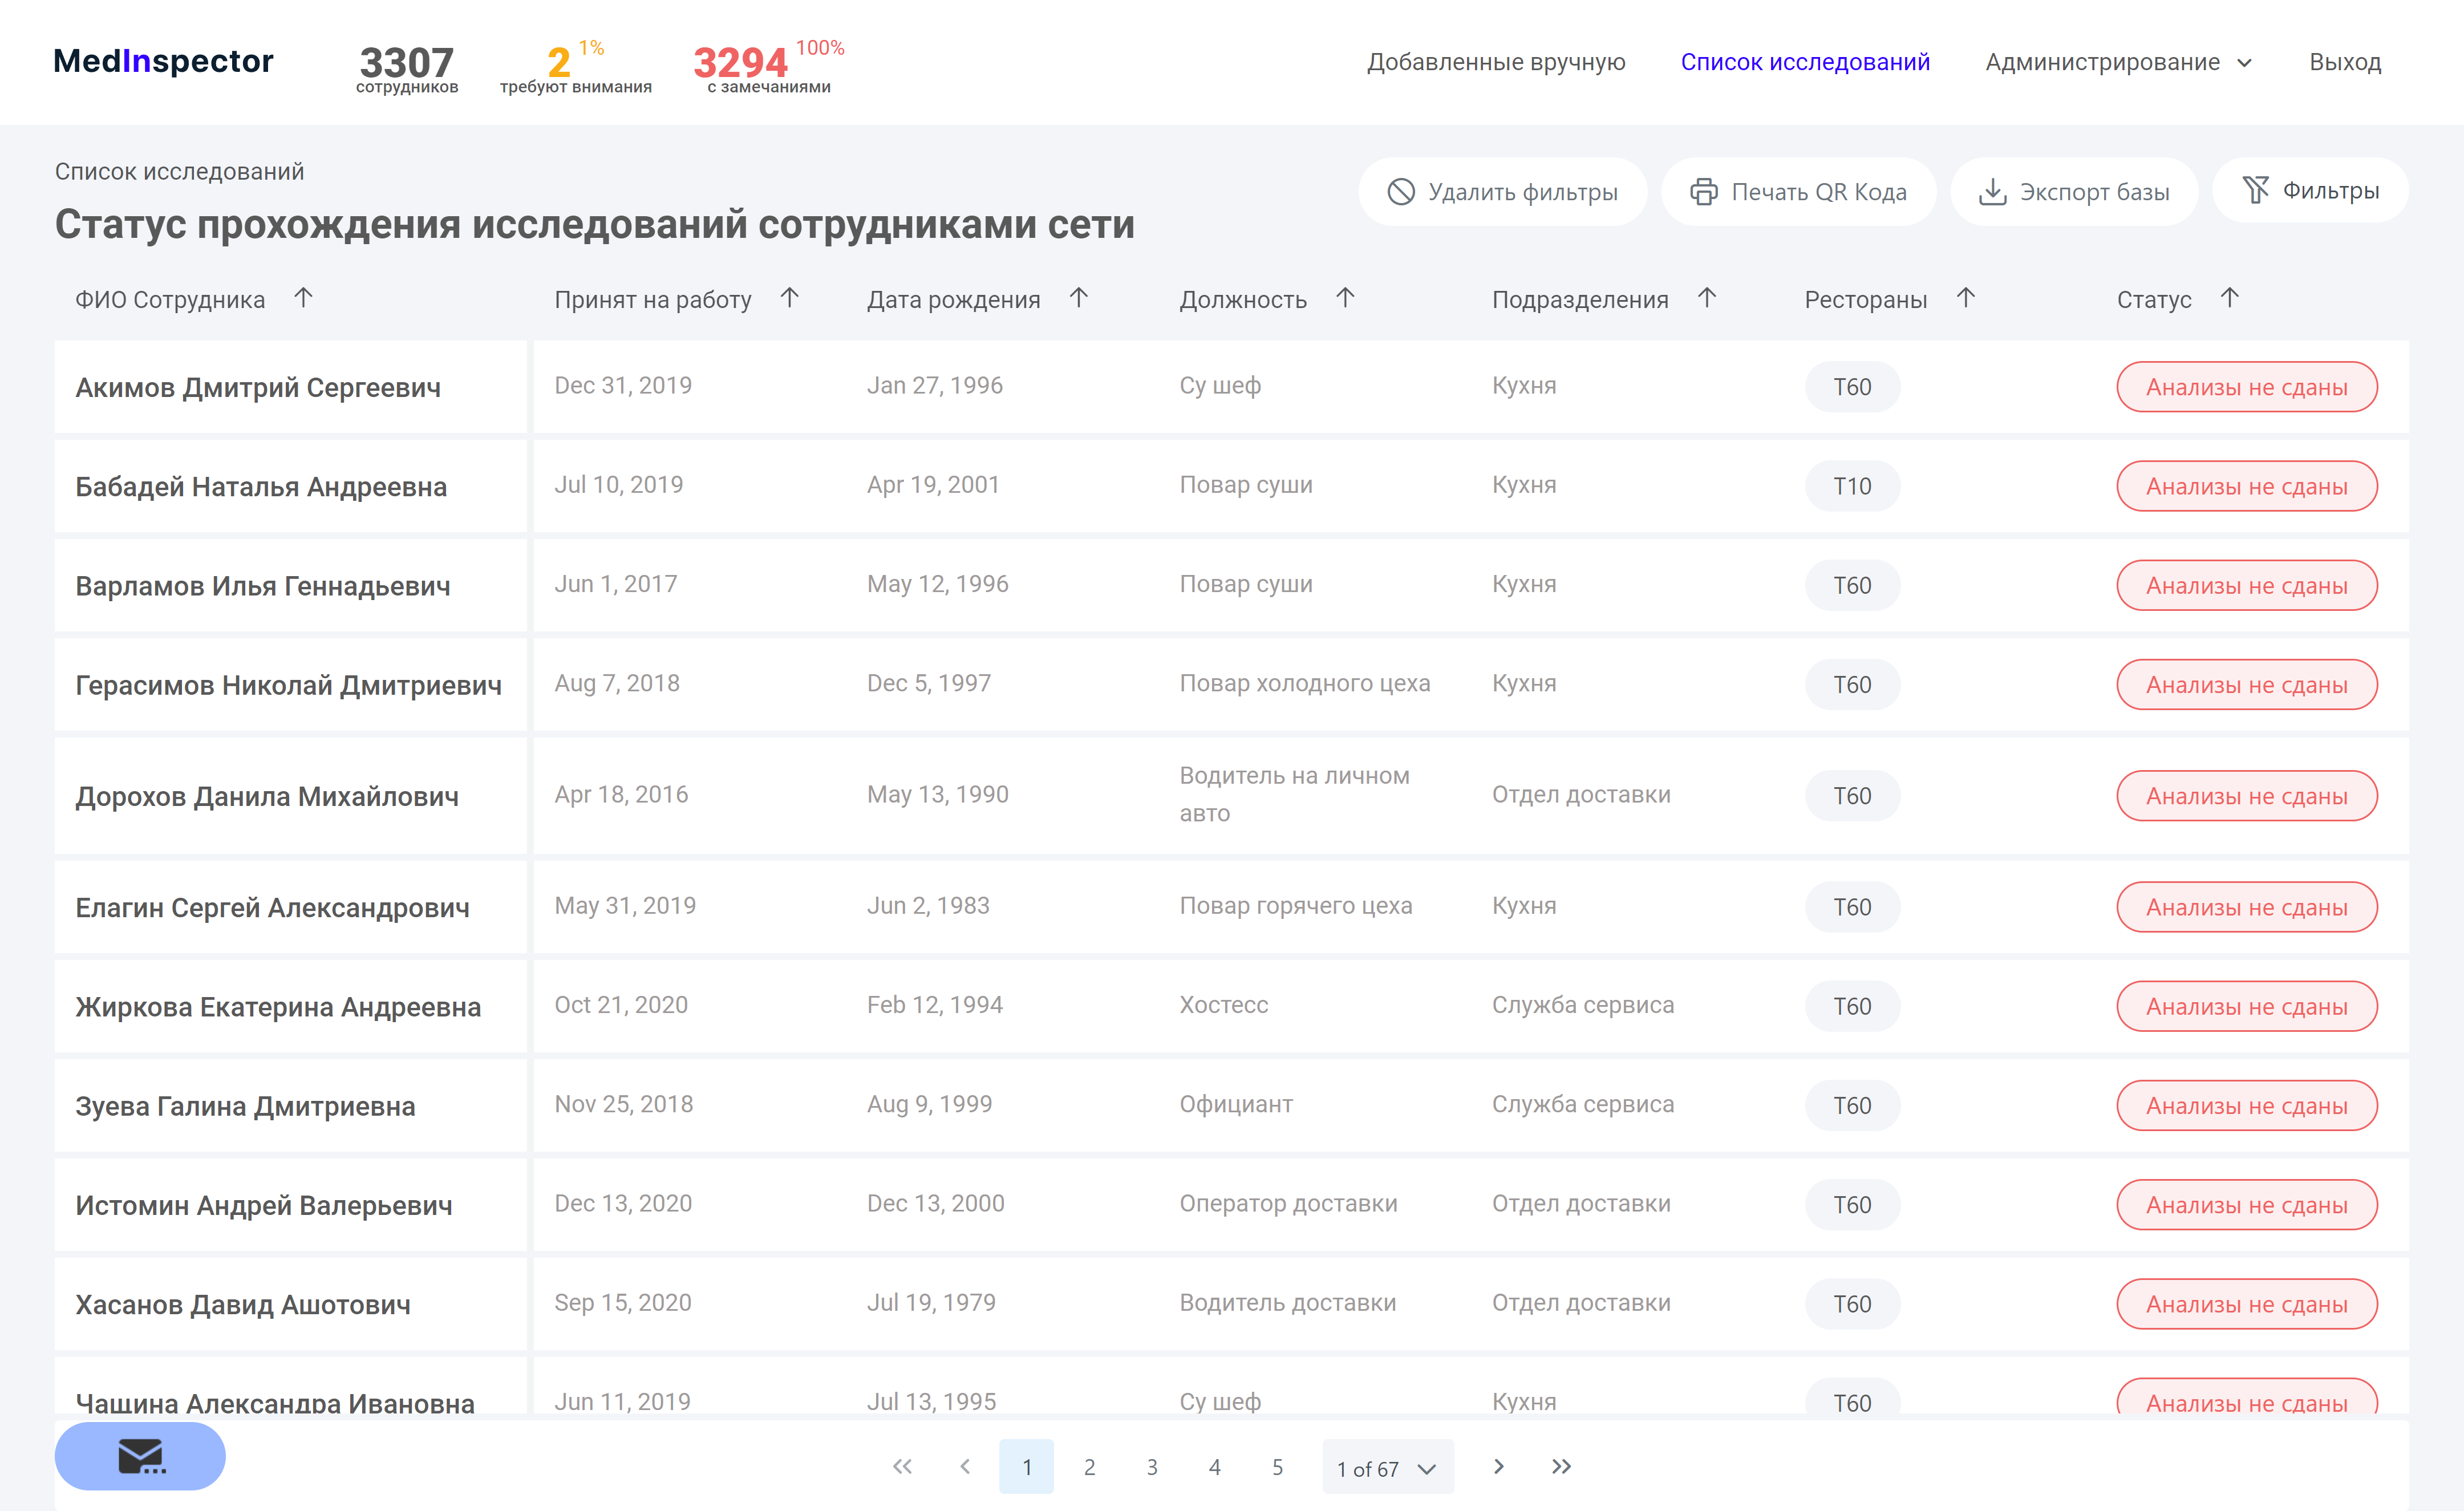 MedInspector
3307
сотрудников
2 1%
требуют внимания
3294 100%
с замечаниями
Добавленные вручную
Список исследований
Администрирование
Выход
Список исследований
Статус прохождения исследований сотрудниками сети
Удалить фильтры
Печать QR Кода
Экспорт базы
Фильтры
ФИО Сотрудника Принят на работу Дата рождения Должность Подразделения Рестораны Статус
Акимов Дмитрий Сергеевич Dec 31, 2019 Jan 27, 1996 Су шеф Кухня T60 Анализы не сданы
Бабадей Наталья Андреевна Jul 10, 2019 Apr 19, 2001 Повар суши Кухня T10 Анализы не сданы
Варламов Илья Геннадьевич Jun 1, 2017 May 12, 1996 Повар суши Кухня T60 Анализы не сданы
Герасимов Николай Дмитриевич Aug 7, 2018 Dec 5, 1997 Повар холодного цеха Кухня T60 Анализы не сданы
Дорохов Данила Михайлович Apr 18, 2016 May 13, 1990 Водитель на личном
авто Отдел доставки T60 Анализы не сданы
Елагин Сергей Александрович May 31, 2019 Jun 2, 1983 Повар горячего цеха Кухня T60 Анализы не сданы
Жиркова Екатерина Андреевна Oct 21, 2020 Feb 12, 1994 Хостесс Служба сервиса T60 Анализы не сданы
Зуева Галина Дмитриевна Nov 25, 2018 Aug 9, 1999 Официант Служба сервиса T60 Анализы не сданы
Истомин Андрей Валерьевич Dec 13, 2020 Dec 13, 2000 Оператор доставки Отдел доставки T60 Анализы не сданы
Хасанов Давид Ашотович Sep 15, 2020 Jul 19, 1979 Водитель доставки Отдел доставки T60 Анализы не сданы
Чащина Александра Ивановна Jun 11, 2019 Jul 13, 1995 Су шеф Кухня T60 Анализы не сданы
1 2 3 4 5 1 of 67